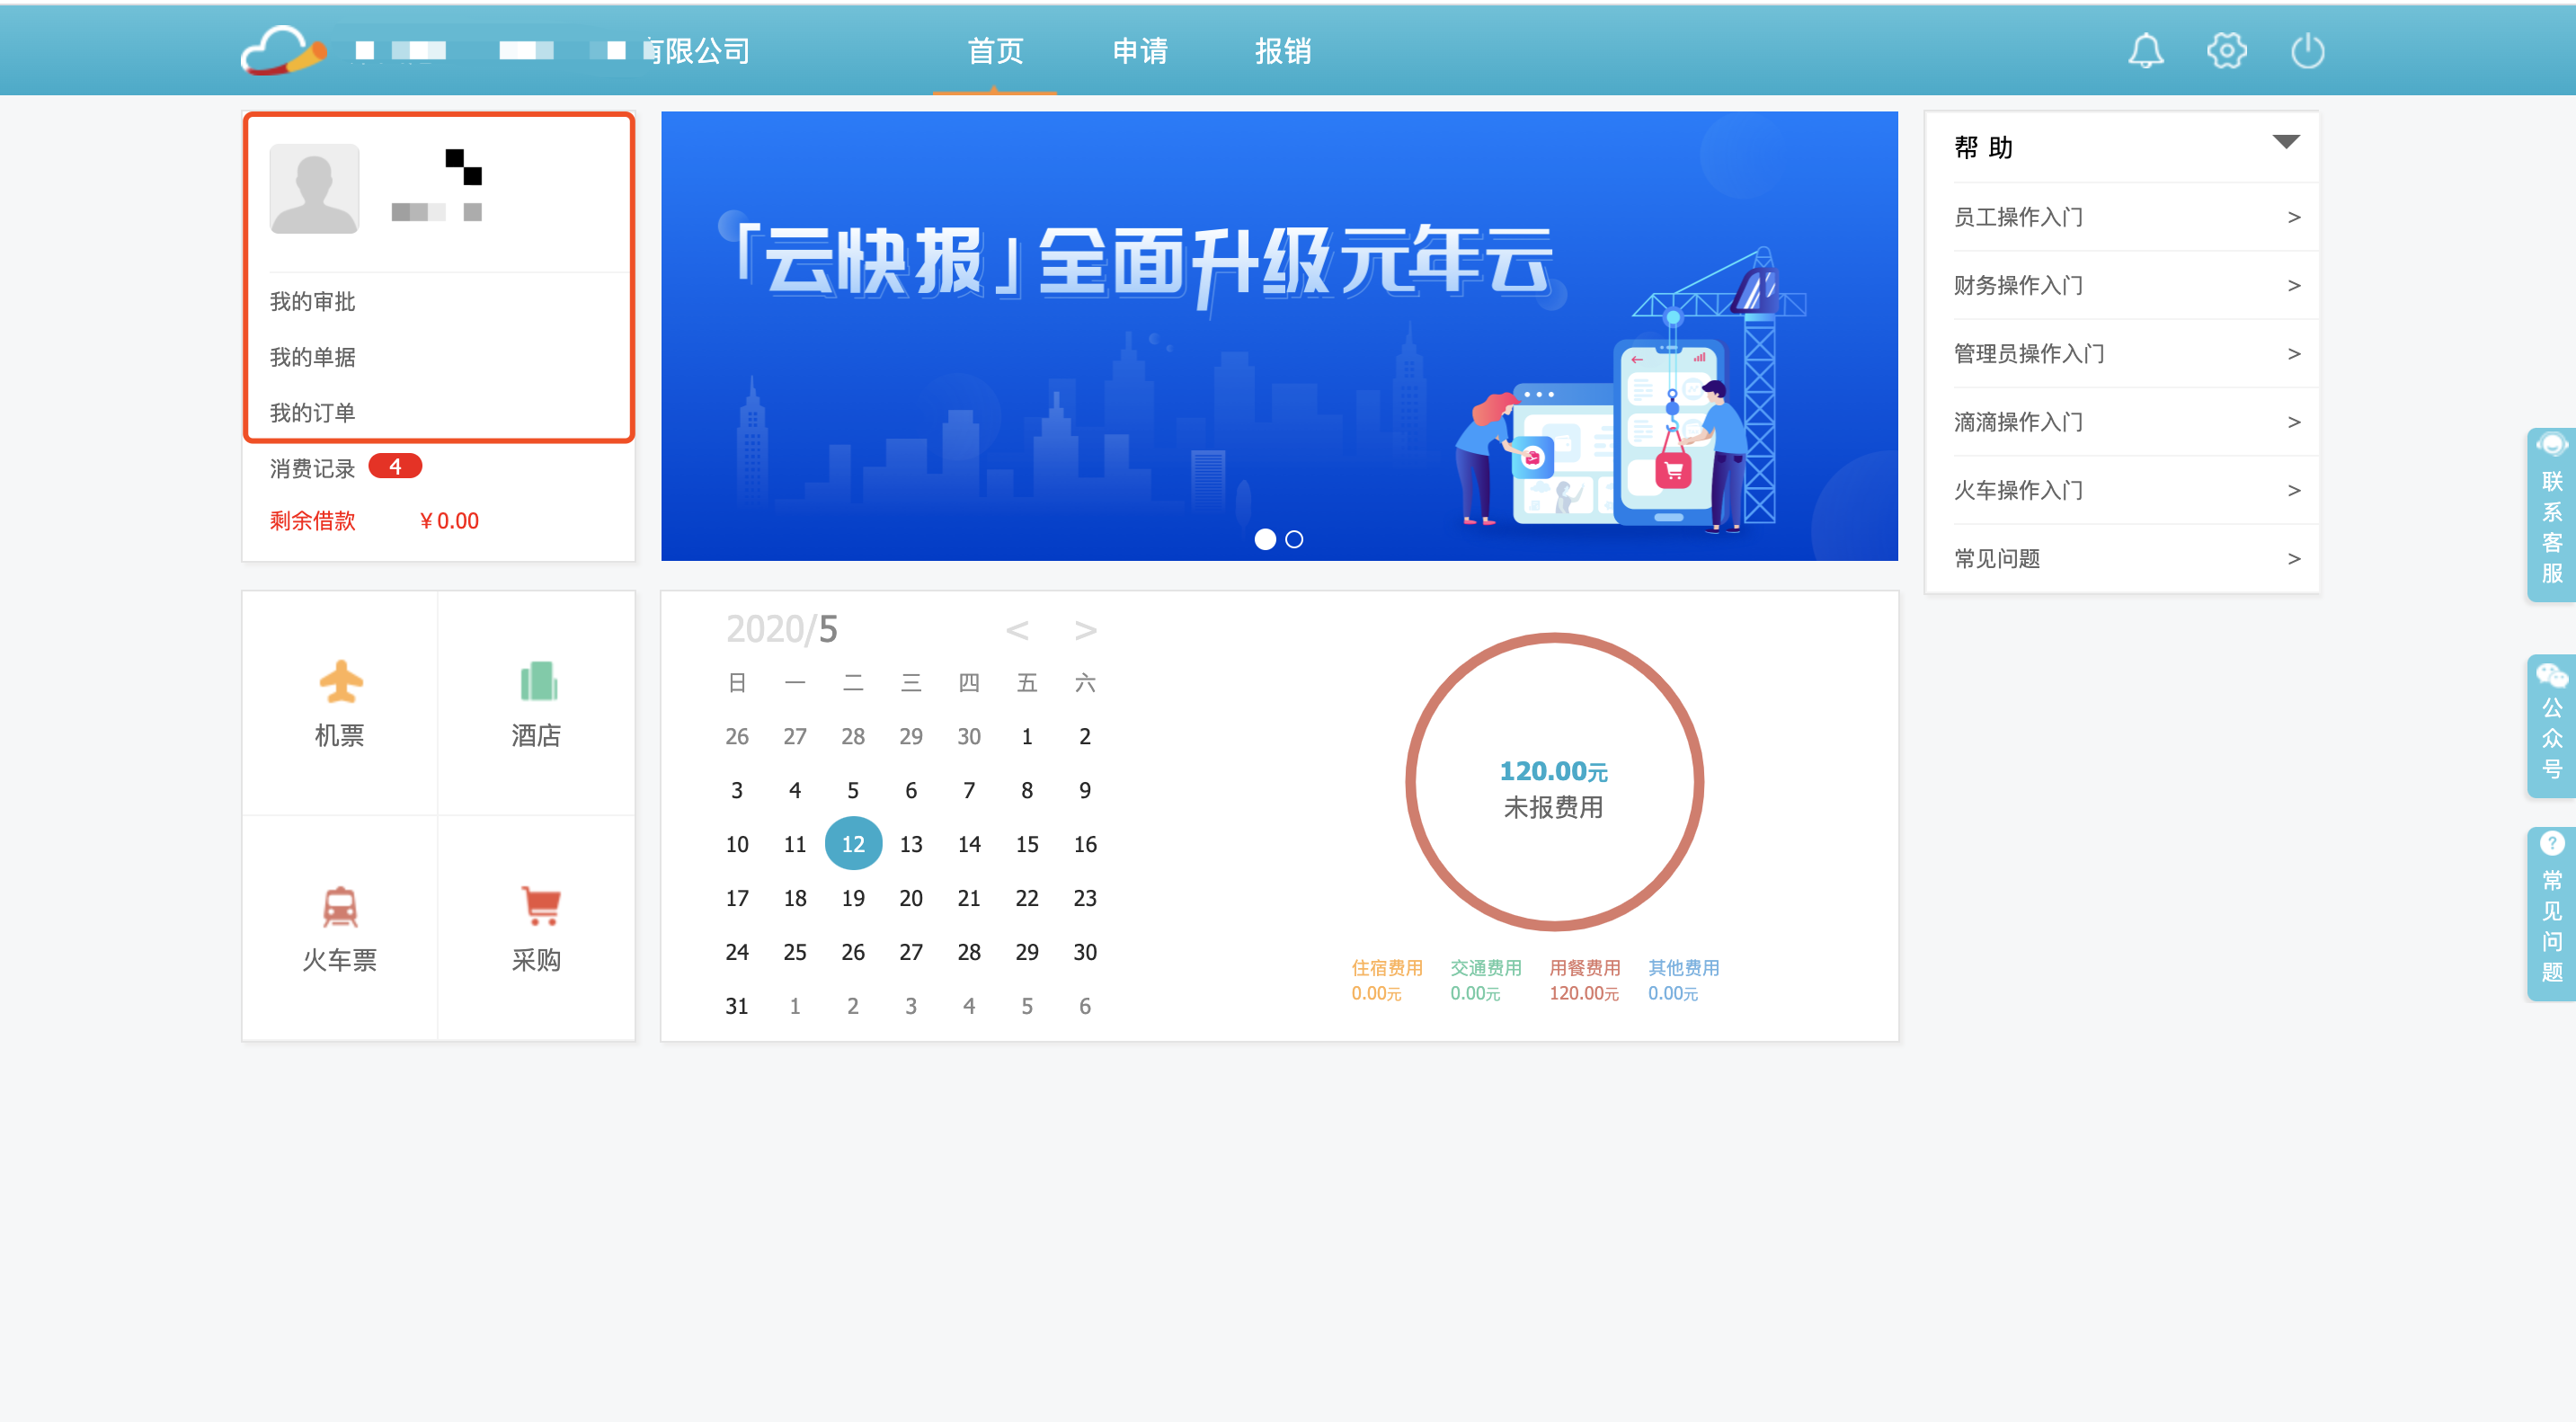 有限公司
首页 申请 报销
我的审批
我的单据
我的订单
消费记录 4
剩余借款 ¥0.00
「云快报」全面升级元年云
帮 助
员工操作入门 >
财务操作入门 >
管理员操作入门 >
滴滴操作入门 >
火车操作入门 >
常见问题 >
机票
酒店
火车票
采购
2020/5 < >
日 一 二 三 四 五 六
26 27 28 29 30 1 2
3 4 5 6 7 8 9
10 11 12 13 14 15 16
17 18 19 20 21 22 23
24 25 26 27 28 29 30
31 1 2 3 4 5 6
120.00元
未报费用
住宿费用 交通费用 用餐费用 其他费用
0.00元 0.00元 120.00元 0.00元
联系客服
公众号
常见问题